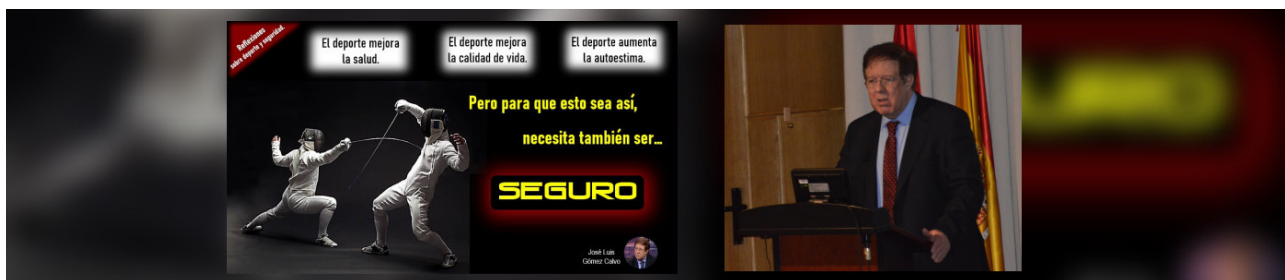 Reflexiones
sobre deporte y seguridad.
El deporte mejora
la salud.
El deporte mejora
la calidad de vida.
El deporte aumenta
la autoestima.
Pero para que esto sea así,
necesita también ser...
SEGURO
José Luis
Gómez Calvo